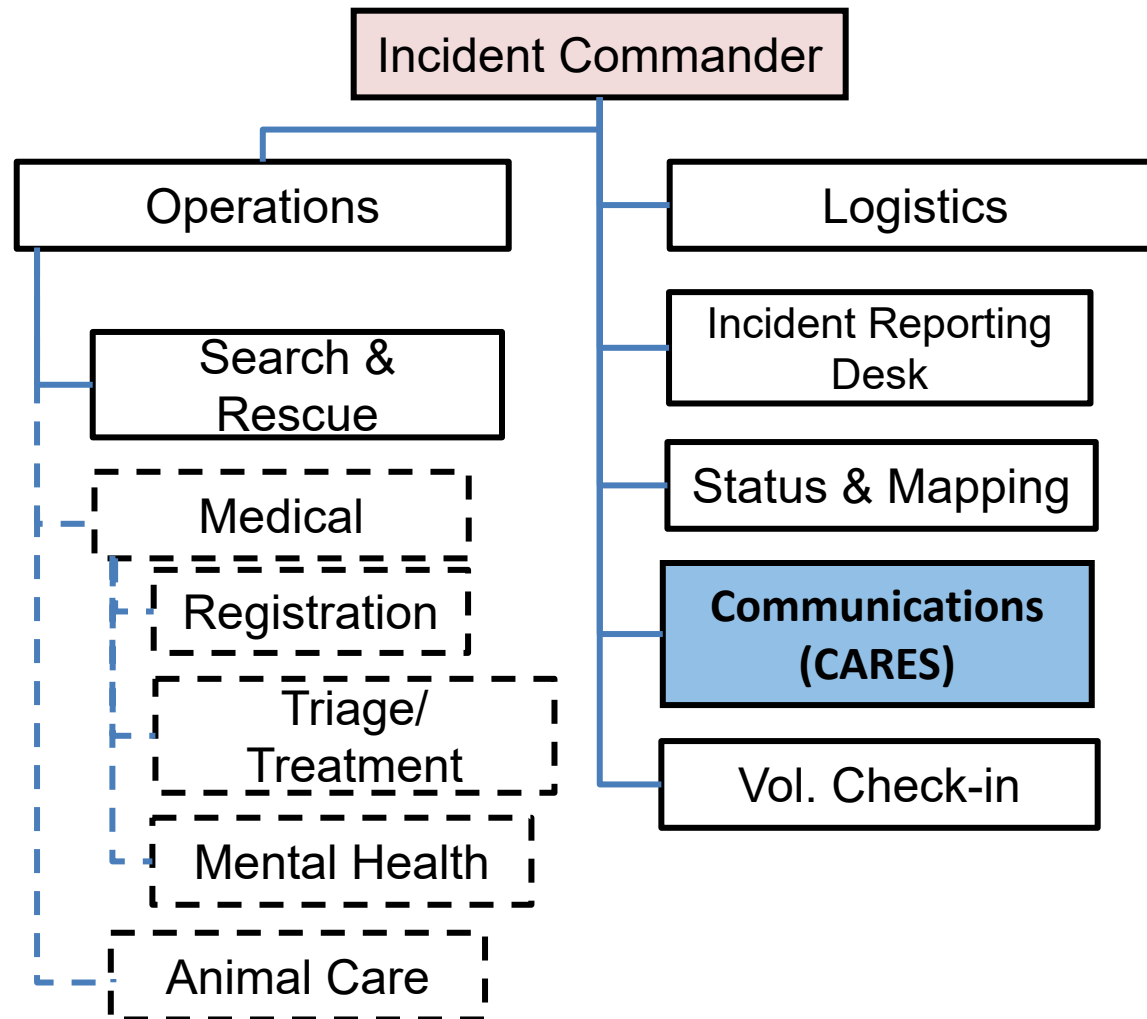 Incident Commander
Operations
Search &
Rescue
Medical
Registration
Triage/
Treatment
Mental Health
Animal Care
Logistics
Incident Reporting
Desk
Status & Mapping
Communications
(CARES)
Vol. Check-in